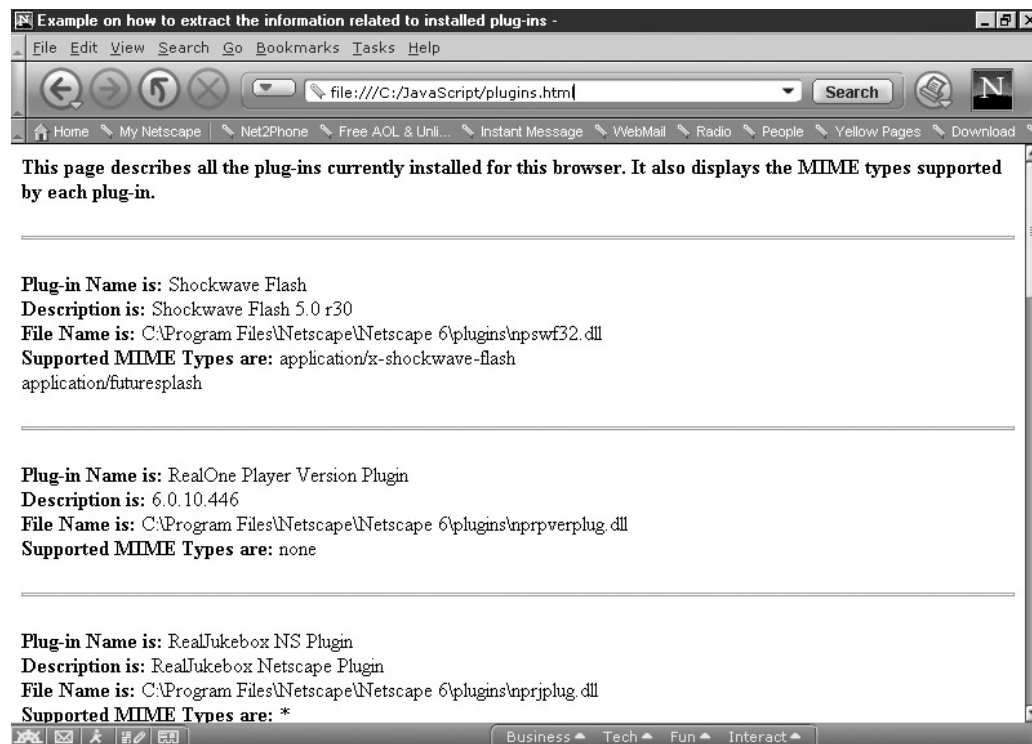 Example on how to extract the information related to installed plug-ins -
File Edit View Search Go Bookmarks Tasks Help
file:///C:/JavaScript/plugins.html Search N
Home My Netscape Net2Phone Free AOL & Unli... Instant Message WebMail Radio People Yellow Pages Download
This page describes all the plug-ins currently installed for this browser. It also displays the MIME types supported
by each plug-in.
Plug-in Name is: Shockwave Flash
Description is: Shockwave Flash 5.0 r30
File Name is: C:\Program Files\Netscape\Netscape 6\plugins\npswf32.dll
Supported MIME Types are: application/x-shockwave-flash
application/futuresplash
Plug-in Name is: RealOne Player Version Plugin
Description is: 6.0.10.446
File Name is: C:\Program Files\Netscape\Netscape 6\plugins\nprpverplug.dll
Supported MIME Types are: none
Plug-in Name is: RealJukebox NS Plugin
Description is: RealJukebox Netscape Plugin
File Name is: C:\Program Files\Netscape\Netscape 6\plugins\nprjplug.dll
Supported MIME Types are: *
Business Tech Fun Interact